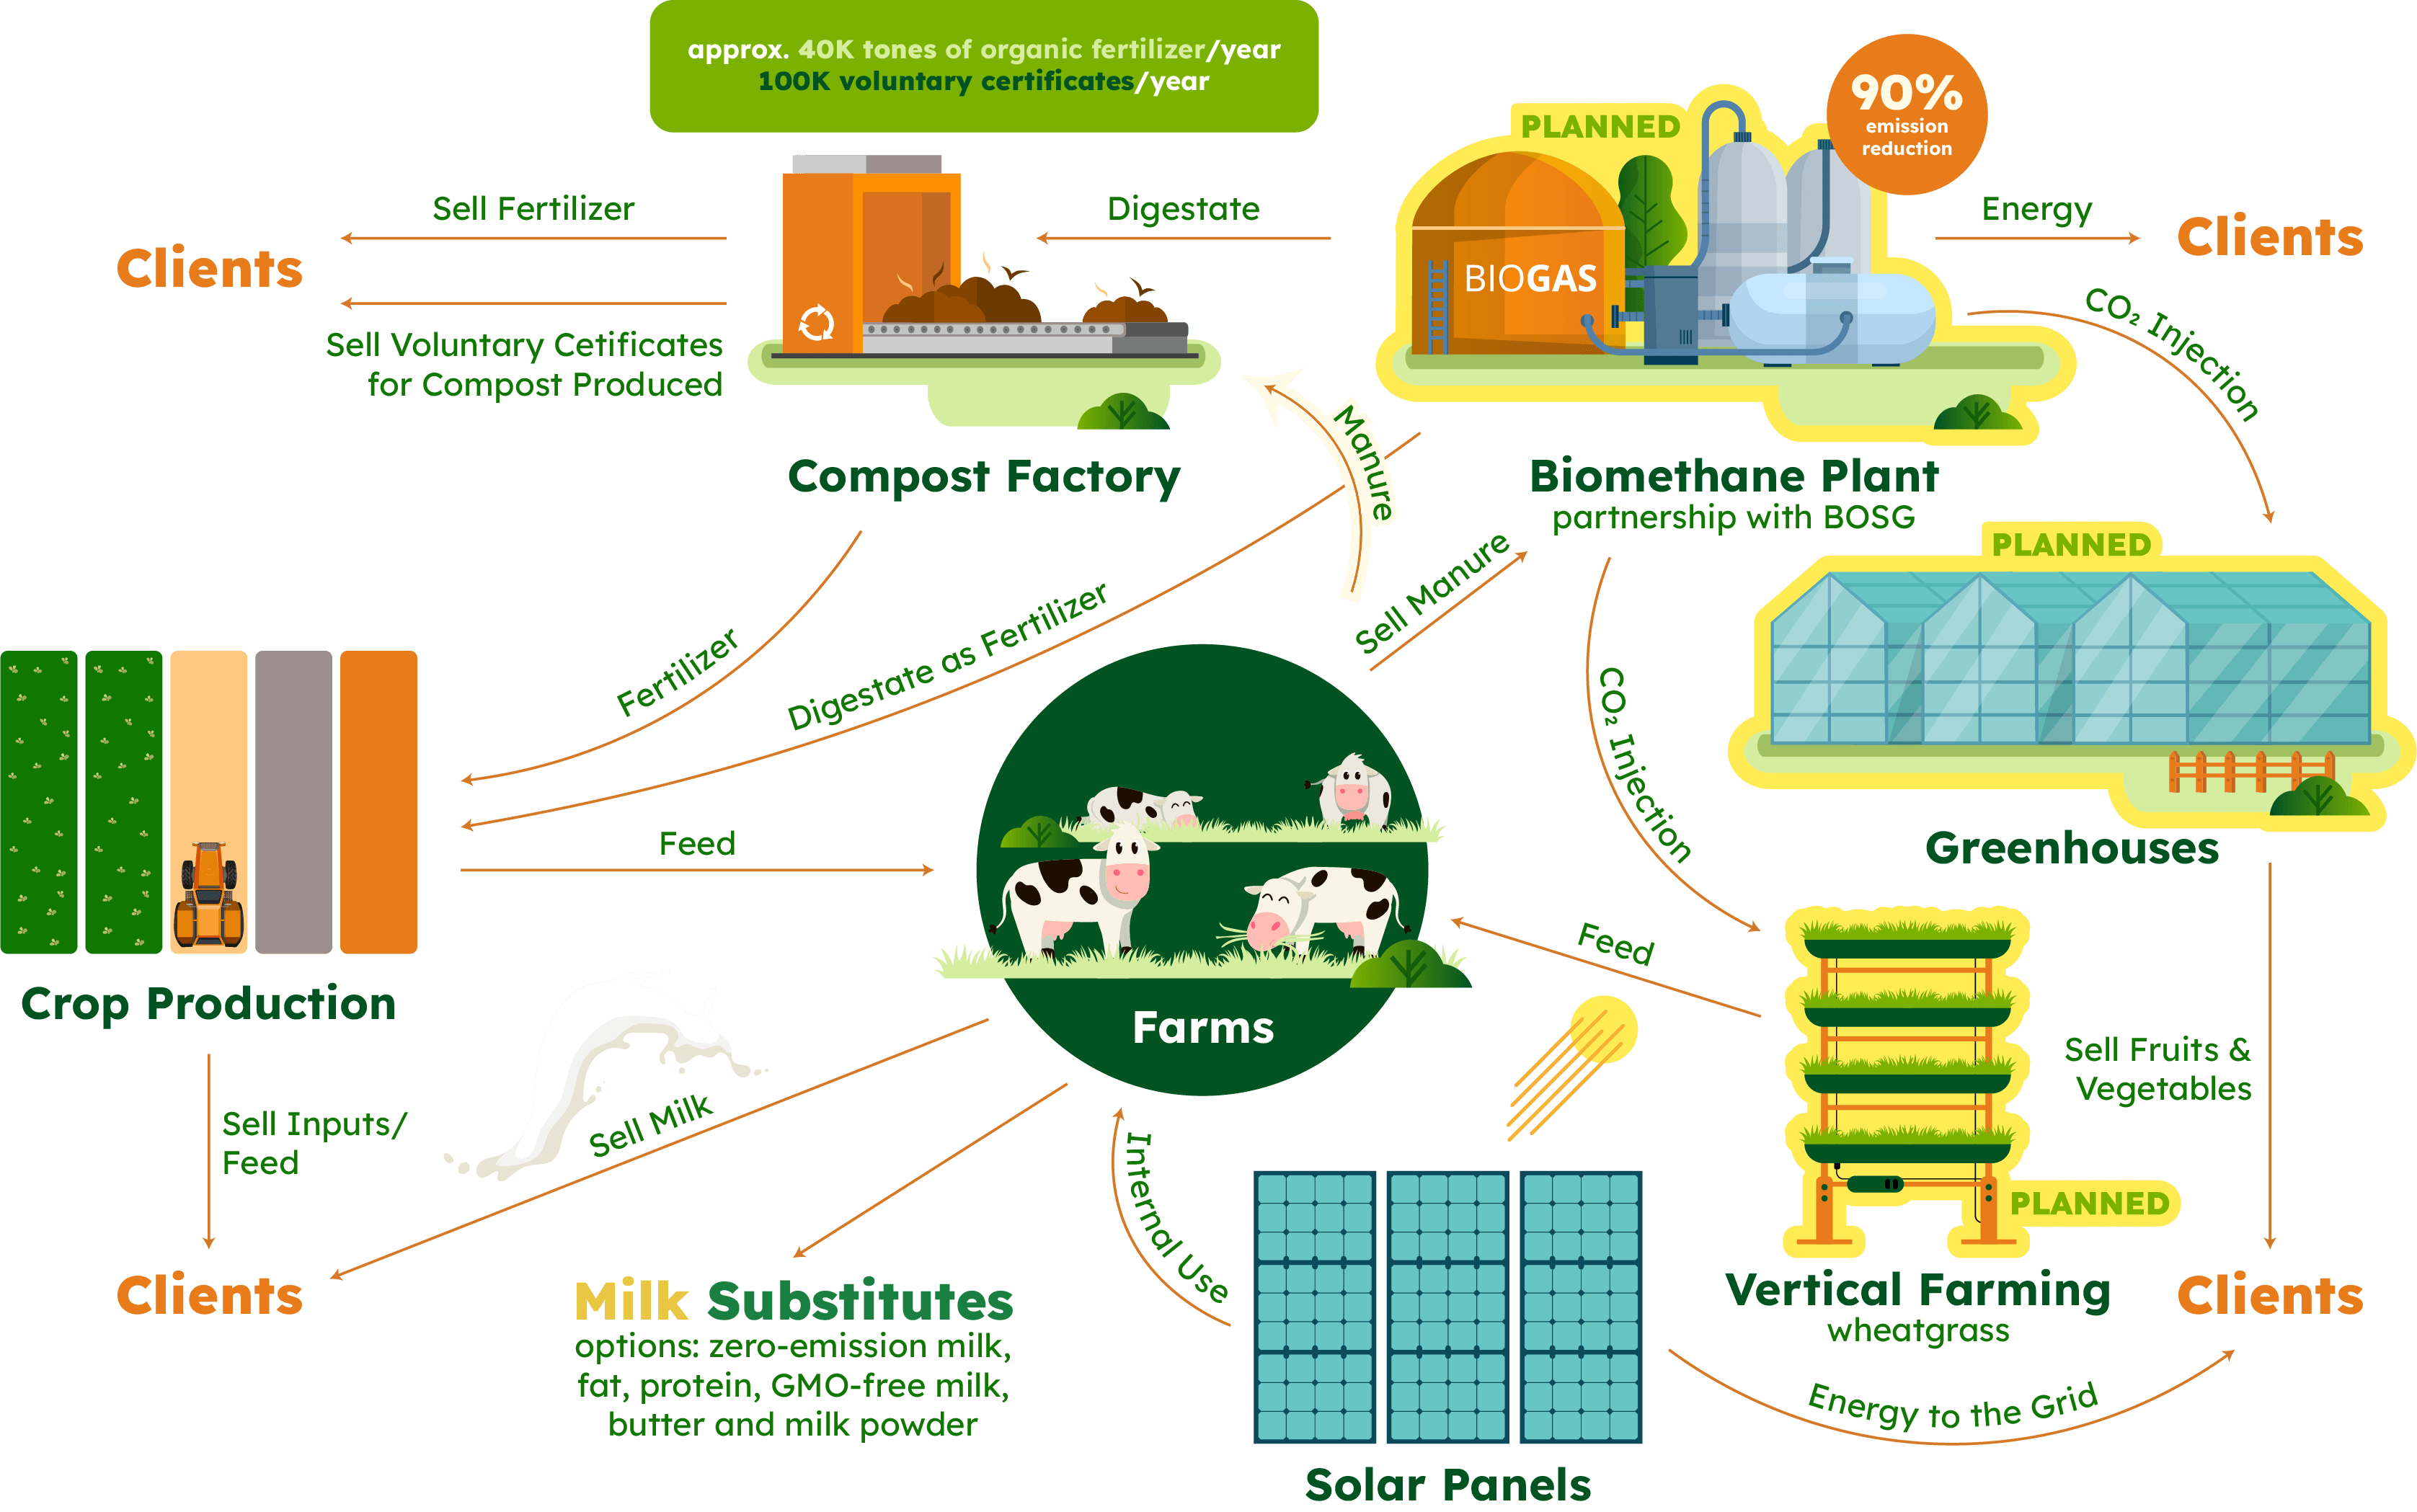 approx. 40K tones of organic fertilizer/year
100K voluntary certificates/year
PLANNED
90%
emission
reduction
Sell Fertilizer
Digestate
Energy
Clients
Clients
BIOGAS
CO₂ Injection
Sell Voluntary Cetificates
for Compost Produced
Manure
Compost Factory
Biomethane Plant
partnership with BOSG
PLANNED
Sell Manure
Fertilizer
Digestate as Fertilizer
CO₂ Injection
Feed
Greenhouses
Feed
Crop Production
Farms
Sell Fruits &
Vegetables
Sell Inputs/
Feed
Sell Milk
Internal Use
PLANNED
Clients
Milk Substitutes
options: zero-emission milk,
fat, protein, GMO-free milk,
butter and milk powder
Vertical Farming
wheatgrass
Clients
Energy to the Grid
Solar Panels